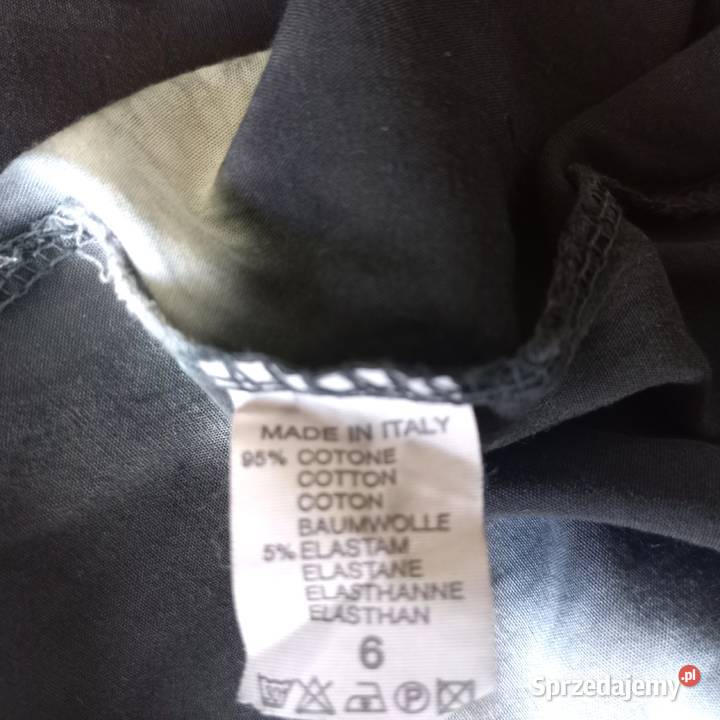 MADE IN ITALY
95% COTONE
COTTON
COTON
BAUMWOLLE
5% ELASTAM
ELASTANE
ELASTHANNE
ELASTHAN
6
P
Sprzedajemy.pl